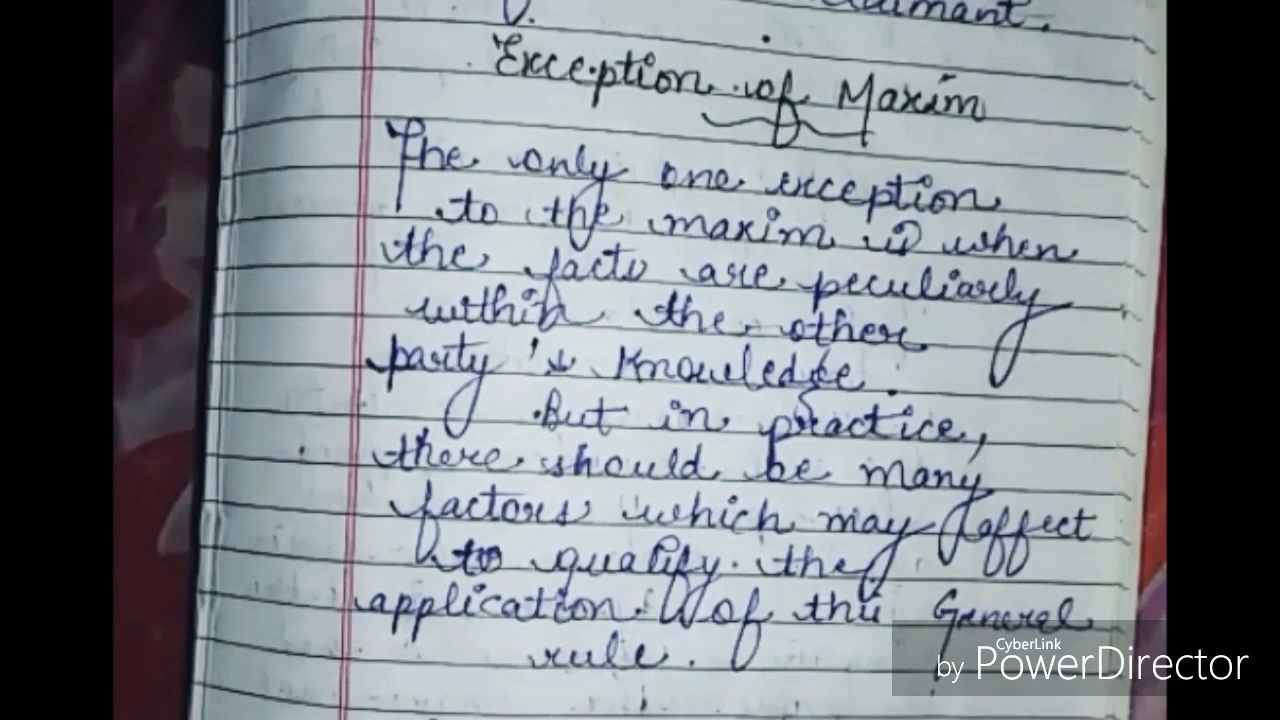 claimant.
Exception of Maxim
The only one exception
to the maxim is when
the facts are peculiarly
within the other
party's knowledge.
But in practice,
there should be many
factors which may affect
to qualify the
application of this General
rule.
CyberLink
by PowerDirector